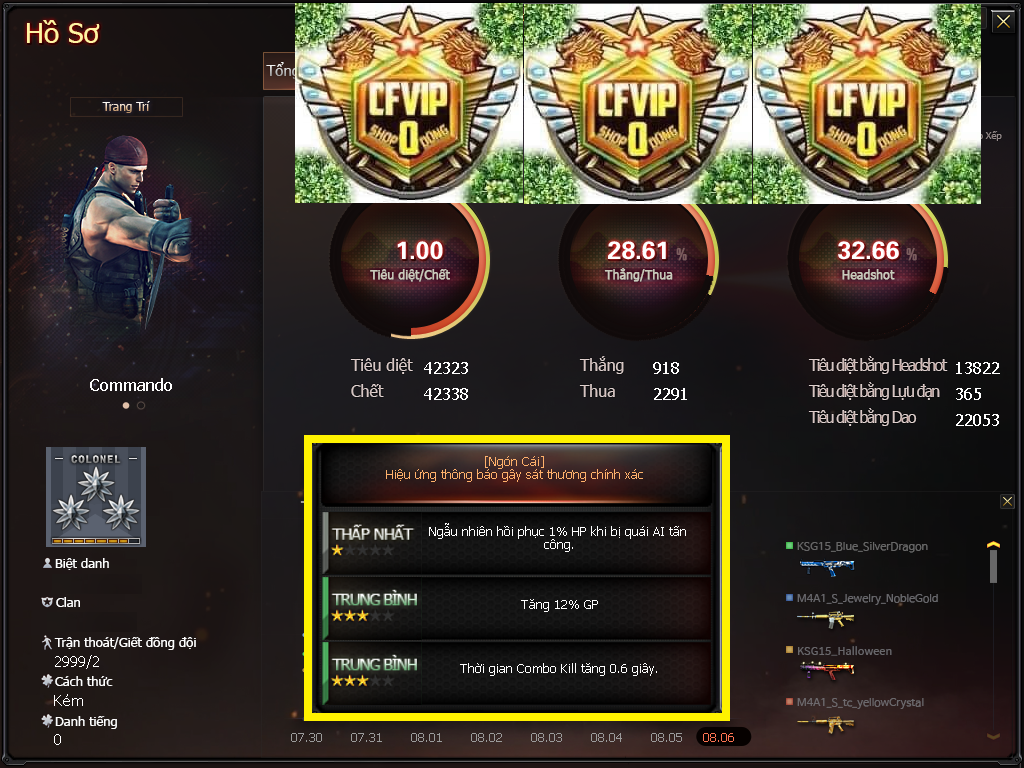 Hồ Sơ
Trang Trí
Tổng
CFVIP
SHOP 0 ĐỒNG
CFVIP
SHOP 0 ĐỒNG
CFVIP
SHOP 0 ĐỒNG
Xếp
1.00
Tiêu diệt/Chết
28.61 %
Thắng/Thua
32.66 %
Headshot
Commando
Tiêu diệt 42323
Chết 42338
Thắng 918
Thua 2291
Tiêu diệt bằng Headshot 13822
Tiêu diệt bằng Lựu đạn 365
Tiêu diệt bằng Dao 22053
COLONEL
Biệt danh
Clan
Trận thoát/Giết đồng đội
2999/2
Cách thức
Kém
Danh tiếng
0
[Ngón Cái]
Hiệu ứng thông báo gây sát thương chính xác
THẤP NHẤT
Ngẫu nhiên hồi phục 1% HP khi bị quái AI tấn
công.
TRUNG BÌNH
Tăng 12% GP
TRUNG BÌNH
Thời gian Combo Kill tăng 0.6 giây.
07.30 07.31 08.01 08.02 08.03 08.04 08.05 08.06
KSG15_Blue_SilverDragon
M4A1_S_Jewelry_NobleGold
KSG15_Halloween
M4A1_S_tc_yellowCrystal